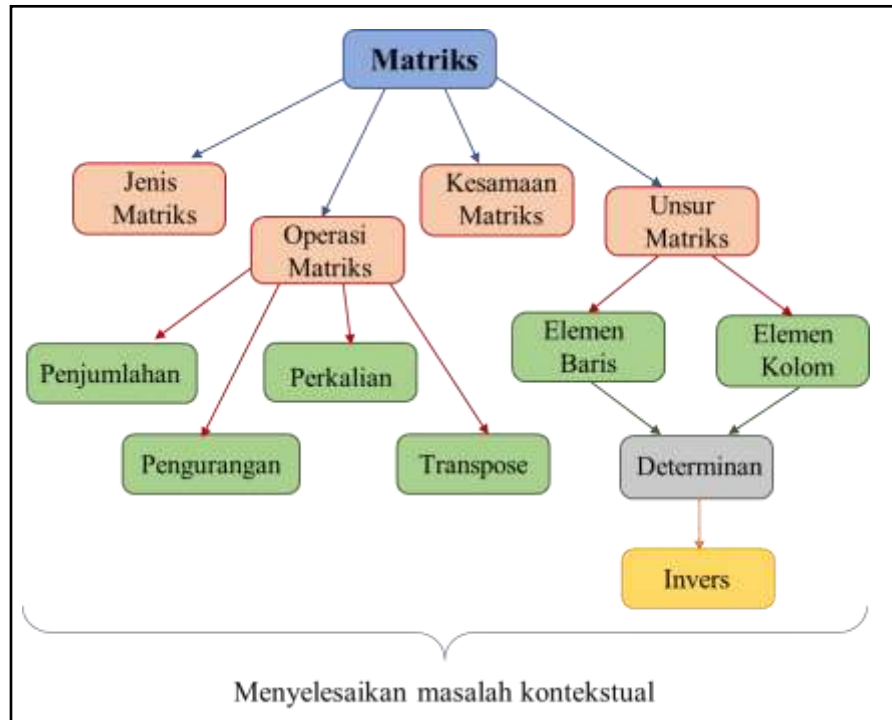 Matriks
Jenis
Matriks
Kesamaan
Matriks
Operasi
Matriks
Unsur
Matriks
Penjumlahan
Perkalian
Elemen
Baris
Elemen
Kolom
Pengurangan
Transpose
Determinan
Invers
Menyelesaikan masalah kontekstual